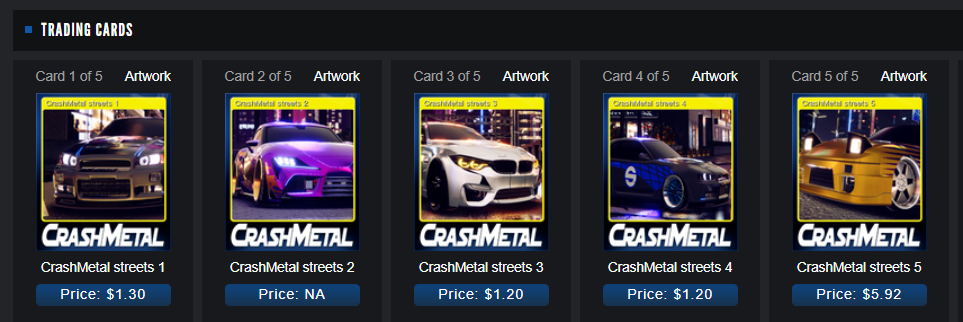 TRADING CARDS
Card 1 of 5 Artwork
CrashMetal streets 1
CRASHMETAL
CrashMetal streets 1
Price: $1.30
Card 2 of 5 Artwork
CrashMetal streets 2
CRASHMETAL
CrashMetal streets 2
Price: NA
Card 3 of 5 Artwork
CrashMetal streets 3
CRASHMETAL
CrashMetal streets 3
Price: $1.20
Card 4 of 5 Artwork
CrashMetal streets 4
S
CRASHMETAL
CrashMetal streets 4
Price: $1.20
Card 5 of 5 Artwork
CrashMetal streets 5
CRASHMETAL
CrashMetal streets 5
Price: $5.92